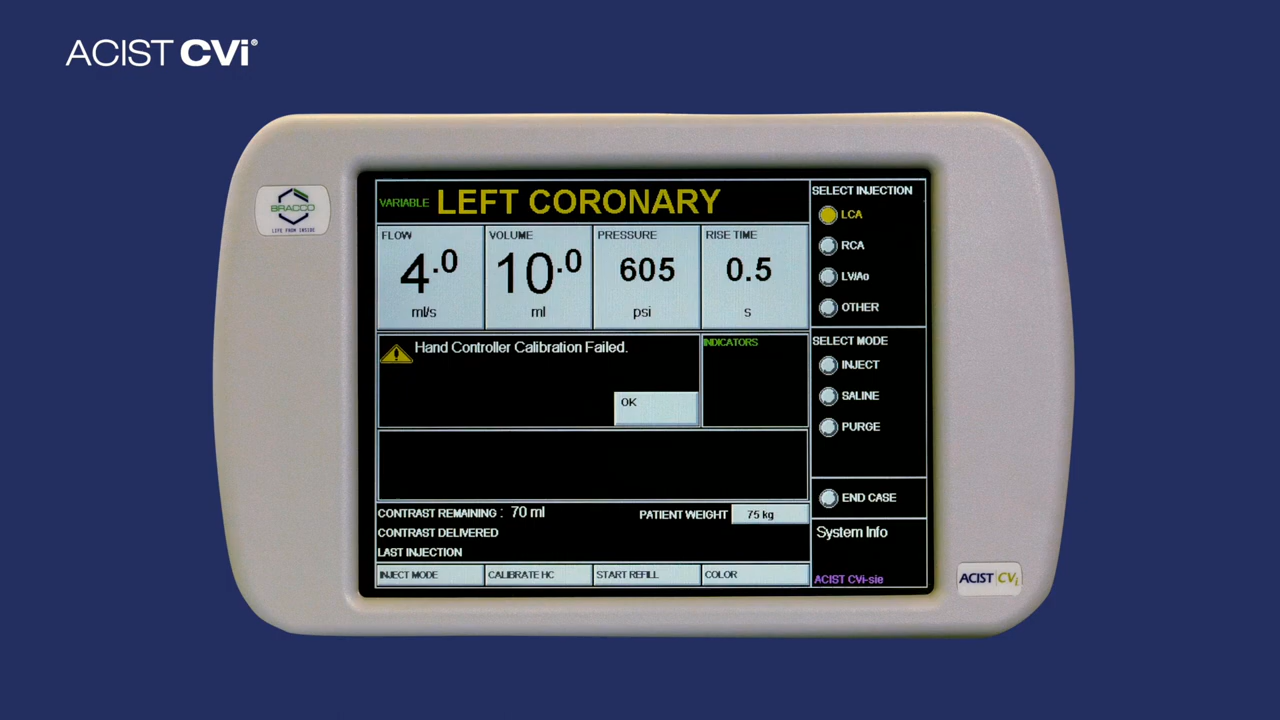 ACIST CVi®
BRACCO
LIFE FROM INSIDE
VARIABLE LEFT CORONARY
FLOW
4.0
ml/s
VOLUME
10.0
ml
PRESSURE
605
psi
RISE TIME
0.5
s
Hand Controller Calibration Failed.
OK
INDICATORS
CONTRAST REMAINING : 70 ml
PATIENT WEIGHT 75 kg
CONTRAST DELIVERED
LAST INJECTION
INJECT MODE
CALIBRATE HC
START REFILL
COLOR
SELECT INJECTION
LCA
RCA
LV/Ao
OTHER
SELECT MODE
INJECT
SALINE
PURGE
END CASE
System Info
ACIST CVi-sie
ACIST CVi